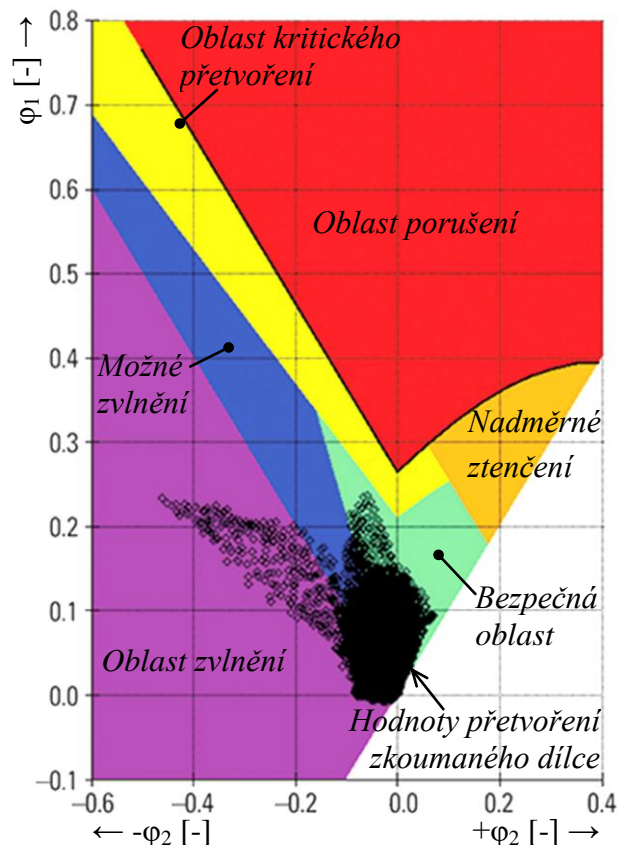 0.8
Oblast kritického
přetvoření
φ₁ [-] →
0.7
0.6
Oblast porušení
0.5
0.4
Možné
zvlnění
Nadměrné
ztenčení
0.3
0.2
0.1
Bezpečná
oblast
Oblast zvlnění
0.0
Hodnoty přetvoření
zkoumaného dílce
−0.1
−0.6 −0.4 −0.2 0.0 0.2 0.4
← -φ₂ [-] +φ₂ [-] →